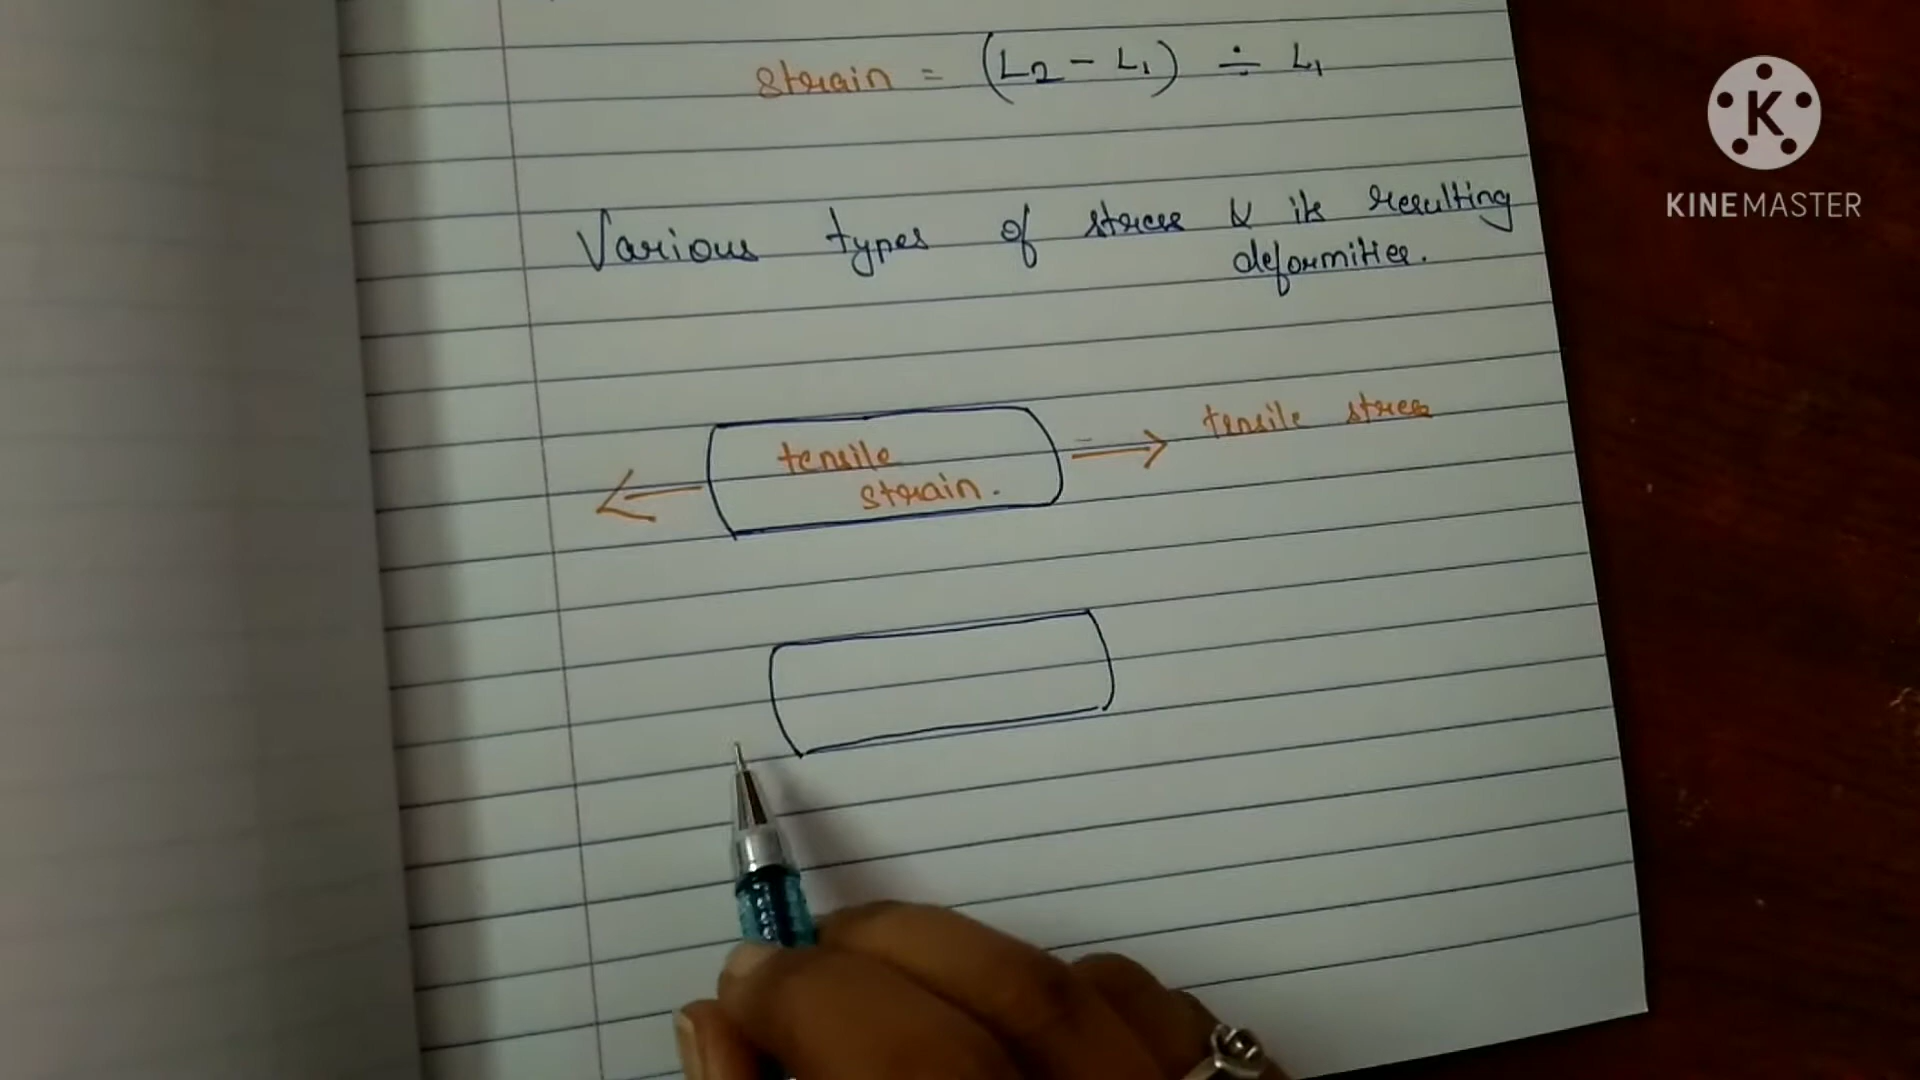 strain = (L2 - L1) ÷ L1
K
KINEMASTER
Various types of stress & its resulting
deformities.
tensile
strain.
tensile stress